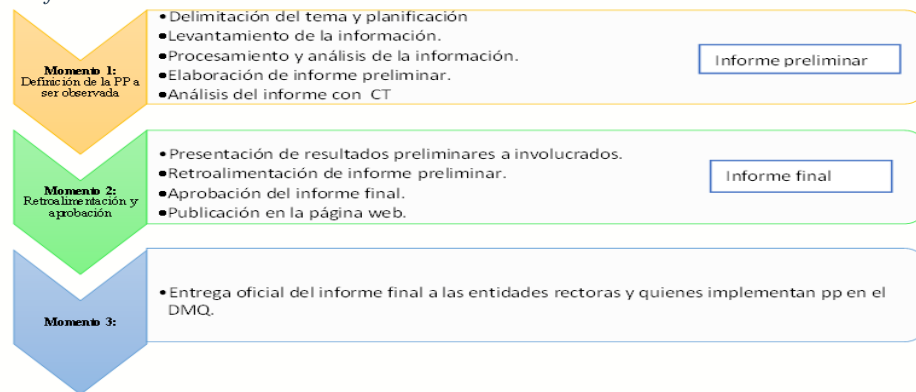 • Delimitación del tema y planificación
• Levantamiento de la información.
• Procesamiento y análisis de la información.
• Elaboración de informe preliminar.
• Análisis del informe con CT
Momento 1:
Definición de la PP a
ser observada
Informe preliminar
• Presentación de resultados preliminares a involucrados.
• Retroalimentación de informe preliminar.
• Aprobación del informe final.
• Publicación en la página web.
Momento 2:
Retroalimentación y
aprobación
Informe final
• Entrega oficial del informe final a las entidades rectoras y quienes implementan pp en el
DMQ.
Momento 3: